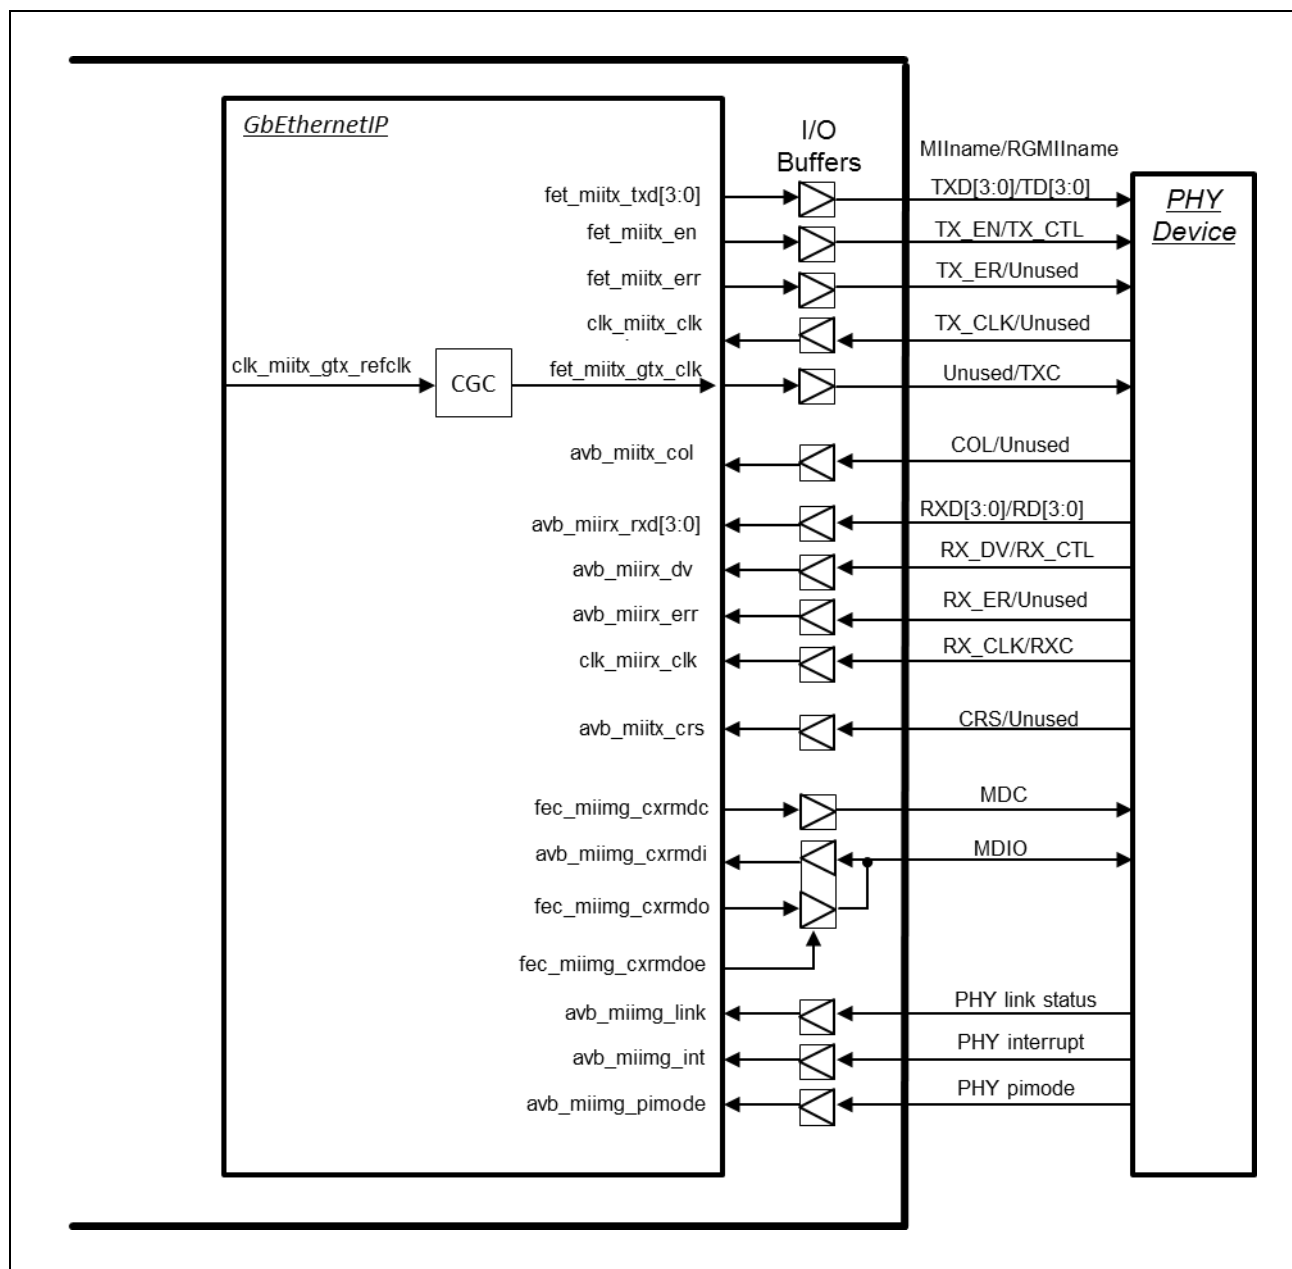 GbEthernetIP
I/O
Buffers
MIIname/RGMIIname
PHY
Device
fet_miitx_txd[3:0]
TXD[3:0]/TD[3:0]
fet_miitx_en
TX_EN/TX_CTL
fet_miitx_err
TX_ER/Unused
clk_miitx_clk
TX_CLK/Unused
clk_miitx_gtx_refclk
CGC
fet_miitx_gtx_clk
Unused/TXC
avb_miitx_col
COL/Unused
avb_miirx_rxd[3:0]
RXD[3:0]/RD[3:0]
avb_miirx_dv
RX_DV/RX_CTL
avb_miirx_err
RX_ER/Unused
clk_miirx_clk
RX_CLK/RXC
avb_miitx_crs
CRS/Unused
fec_miimg_cxrmdc
MDC
avb_miimg_cxrmdi
MDIO
fec_miimg_cxrmdo
fec_miimg_cxrmdoe
avb_miimg_link
PHY link status
avb_miimg_int
PHY interrupt
avb_miimg_pimode
PHY pimode